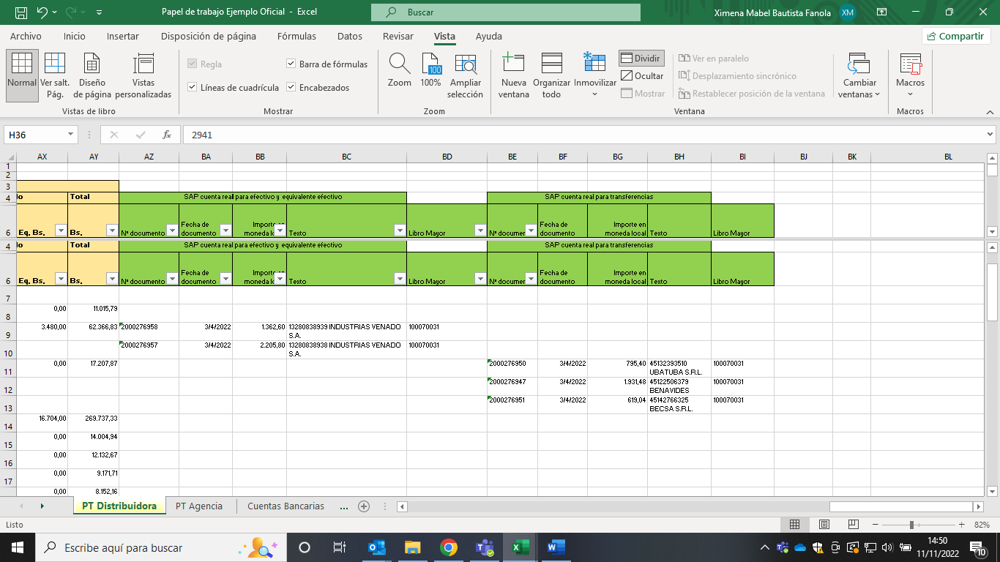 Papel de trabajo Ejemplo Oficial - Excel
Buscar
Ximena Mabel Bautista Fanola XM
Archivo Inicio Insertar Disposición de página Fórmulas Datos Revisar Vista Ayuda
Compartir
Normal
Ver salt. Pág.
Diseño de página
Vistas personalizadas
Vistas de libro
Regla
Barra de fórmulas
Líneas de cuadrícula
Encabezados
Mostrar
Zoom
100
100%
Ampliar selección
Zoom
Nueva ventana
Organizar todo
Inmovilizar
Dividir
Ocultar
Mostrar
Ver en paralelo
Desplazamiento sincrónico
Restablecer posición de la ventana
Cambiar ventanas
Ventana
Macros
Macros
H36 fx 2941
AX AY AZ BA BB BC BD BE BF BG BH BI BJ BK BL
1
2
3
4 lo Total SAP cuenta real para efectivo y equivalente efectivo SAP cuenta real para transferencias
6 Eq. Bs. Bs. Nº documento Fecha de documento Importe en moneda lo Texto Libro Mayor Nº documer Fecha de documento Importe en moneda local Texto Libro Mayor
4 lo Total SAP cuenta real para efectivo y equivalente efectivo SAP cuenta real para transferencias
6 Eq. Bs. Bs. Nº documento Fecha de documento Importe en moneda lo Texto Libro Mayor Nº documer Fecha de documento Importe en moneda local Texto Libro Mayor
7
8 0,00 11.015,79
9 3.480,00 62.366,83 2000276958 3/4/2022 1.362,60 13280838939 INDUSTRIAS VENADO S.A. 100070031
10 2000276957 3/4/2022 2.205,80 13280838938 INDUSTRIAS VENADO S.A. 100070031
11 0,00 17.207,87 2000276950 3/4/2022 795,40 45132393510 UBATUBA S.R.L. 100070031
12 2000276947 3/4/2022 1.931,48 45122506379 BENAVIDES 100070031
13 2000276951 3/4/2022 619,04 45142766325 BECSA S.R.L. 100070031
14 16.704,00 269.737,33
15 0,00 14.004,94
16 0,00 12.132,67
17 0,00 9.171,71
0,00 8.152,16
PT Distribuidora PT Agencia Cuentas Bancarias ...
Listo
82%
Escribe aquí para buscar
14:50
11/11/2022
10